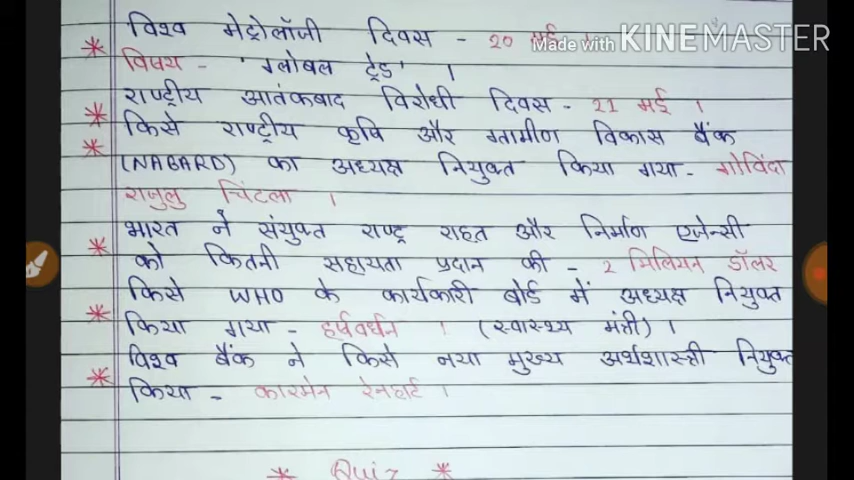 विश्व मेट्रोलॉजी दिवस - 20 मई
Made with KINEMASTER
* विषय - 'ग्लोबल ट्रेड' ।
* राष्ट्रीय आतंकबाद विरोधी दिवस - 21 मई ।
* किसे राष्ट्रीय कृषि और ग्रामीण विकास बैंक
(NABARD) का अध्यक्ष नियुक्त किया गया - गोविंदा
राजुलु चिंटला ।
* भारत ने संयुक्त राष्ट्र राहत और निर्माण एजेन्सी
को कितनी सहायता प्रदान की - 2 मिलियन डॉलर
* किसे WHO के कार्यकारी बोर्ड में अध्यक्ष नियुक्त
किया गया - हर्षवर्धन । (स्वास्थ्य मंत्री) ।
* विश्व बैंक ने किसे नया मुख्य अर्थशास्त्री नियुक्त
किया - कारमेन रेनहार्ट ।
* Quiz *